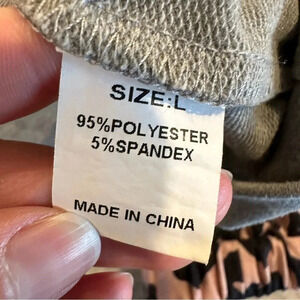 SIZE:L
95%POLYESTER
5%SPANDEX
MADE IN CHINA